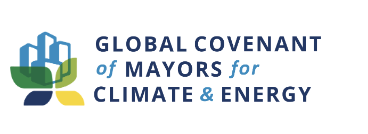 GLOBAL COVENANT
of MAYORS for
CLIMATE & ENERGY